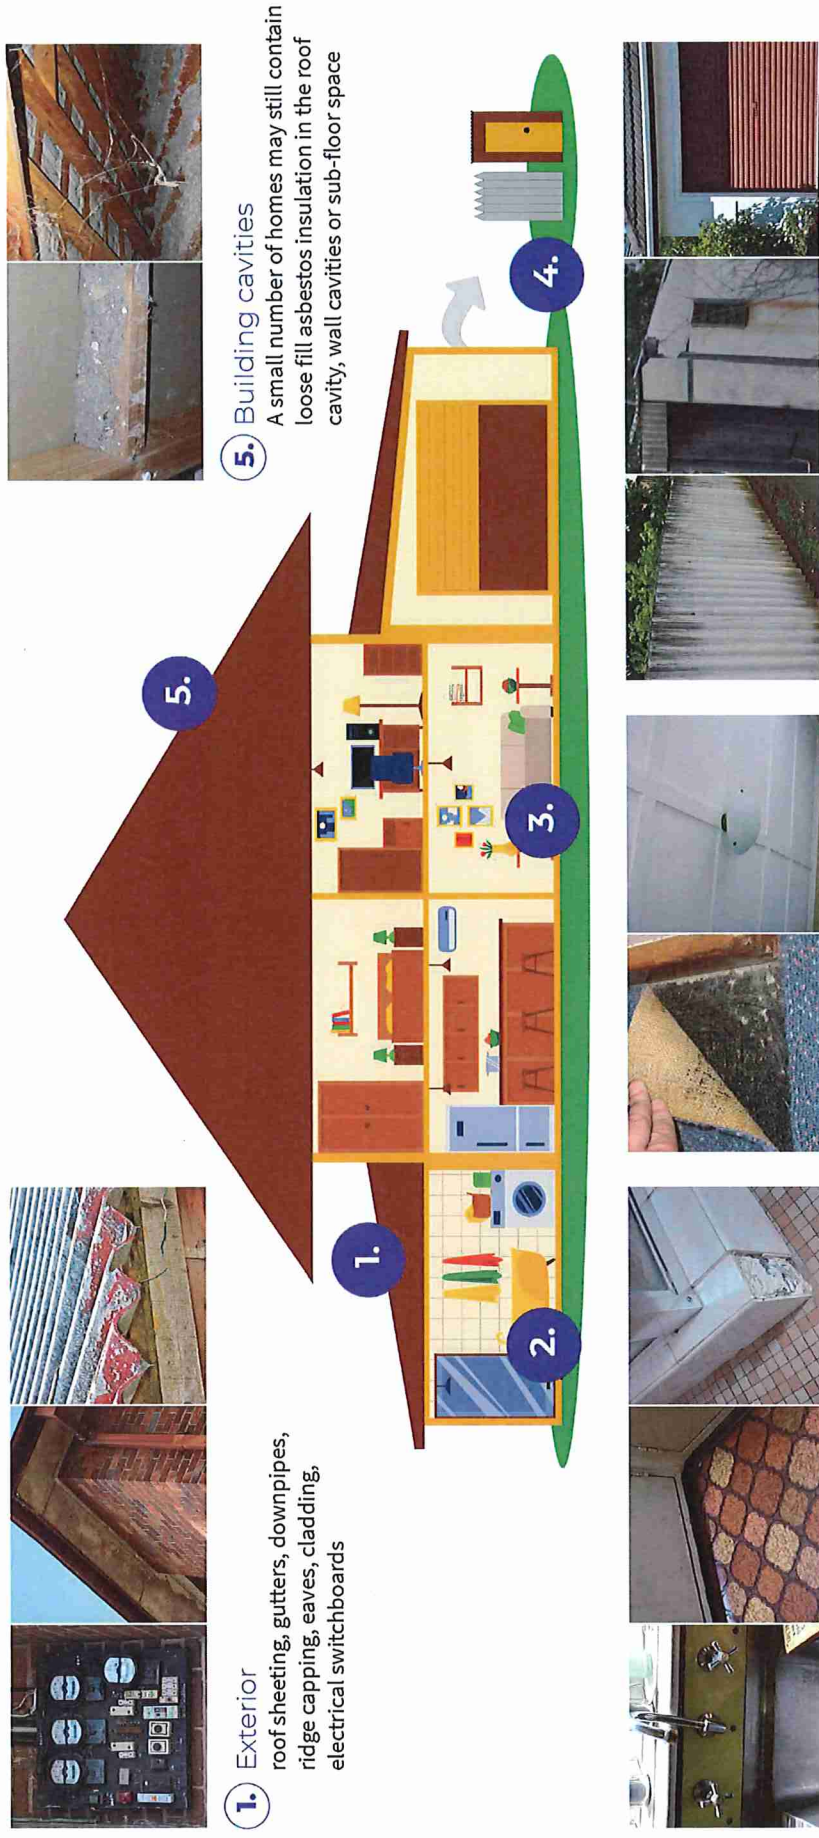 1. Exterior
roof sheeting, gutters, downpipes,
ridge capping, eaves, cladding,
electrical switchboards
5. Building cavities
A small number of homes may still contain
loose fill asbestos insulation in the roof
cavity, wall cavities or sub-floor space
1.
2.
3.
4.
5.